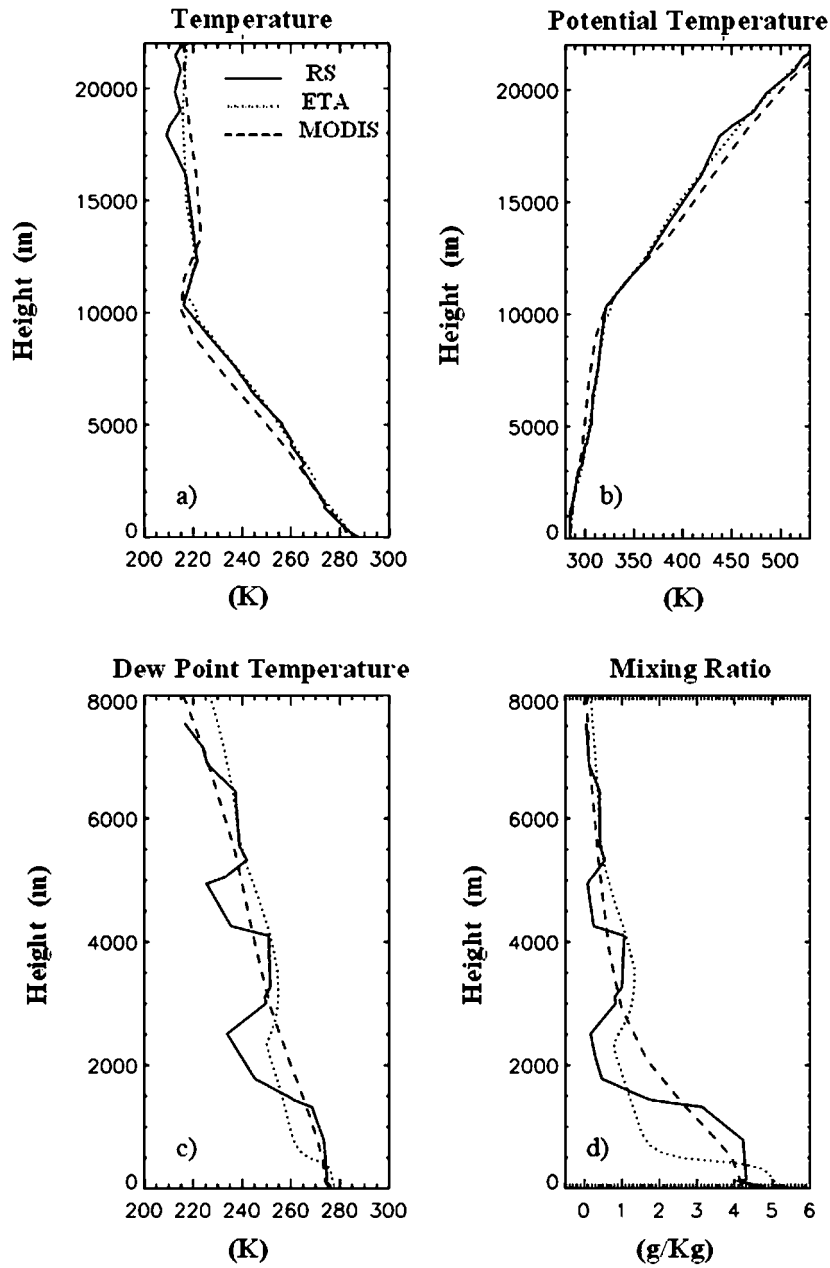 Temperature
Potential Temperature
20000
15000
10000
5000
0
Height (m)
RS
ETA
MODIS
a)
200 220 240 260 280 300
(K)
20000
15000
10000
5000
0
Height (m)
b)
300 350 400 450 500
(K)
Dew Point Temperature
Mixing Ratio
8000
6000
4000
2000
0
Height (m)
c)
200 220 240 260 280 300
(K)
8000
6000
4000
2000
0
Height (m)
d)
0 1 2 3 4 5 6
(g/Kg)